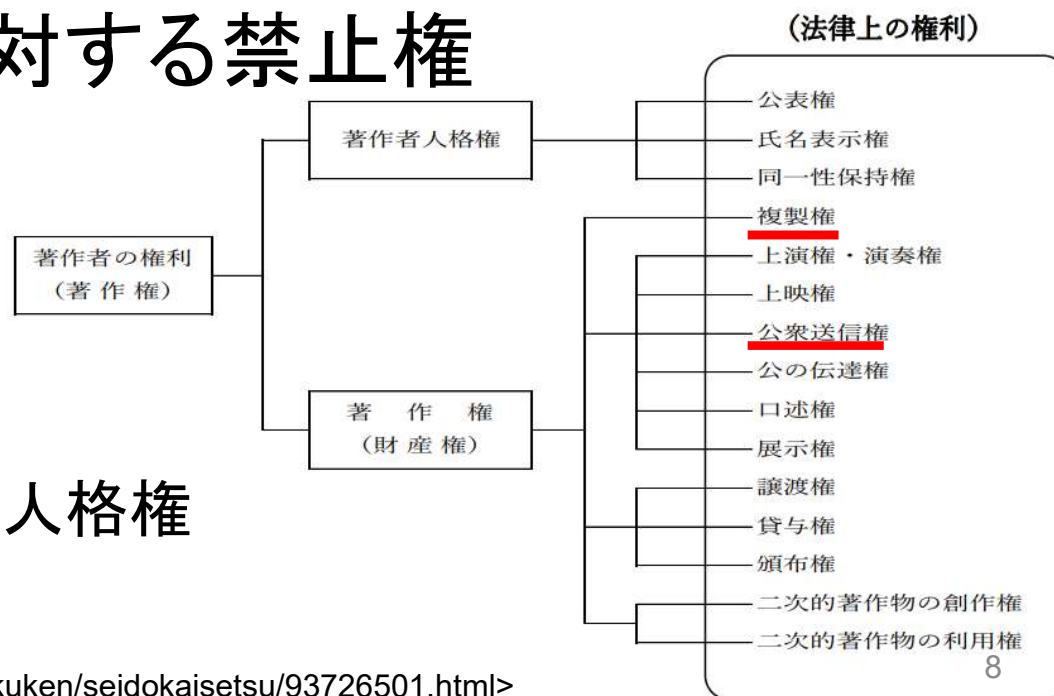 対する禁止権
(法律上の権利)
著作者の権利
(著 作 権)
著作者人格権
公表権
氏名表示権
同一性保持権
著 作 権
(財 産 権)
複製権
上演権・演奏権
上映権
公衆送信権
公の伝達権
口述権
展示権
譲渡権
貸与権
頒布権
二次的著作物の創作権
二次的著作物の利用権
人格権
kuken/seidokaisetsu/93726501.html>
8